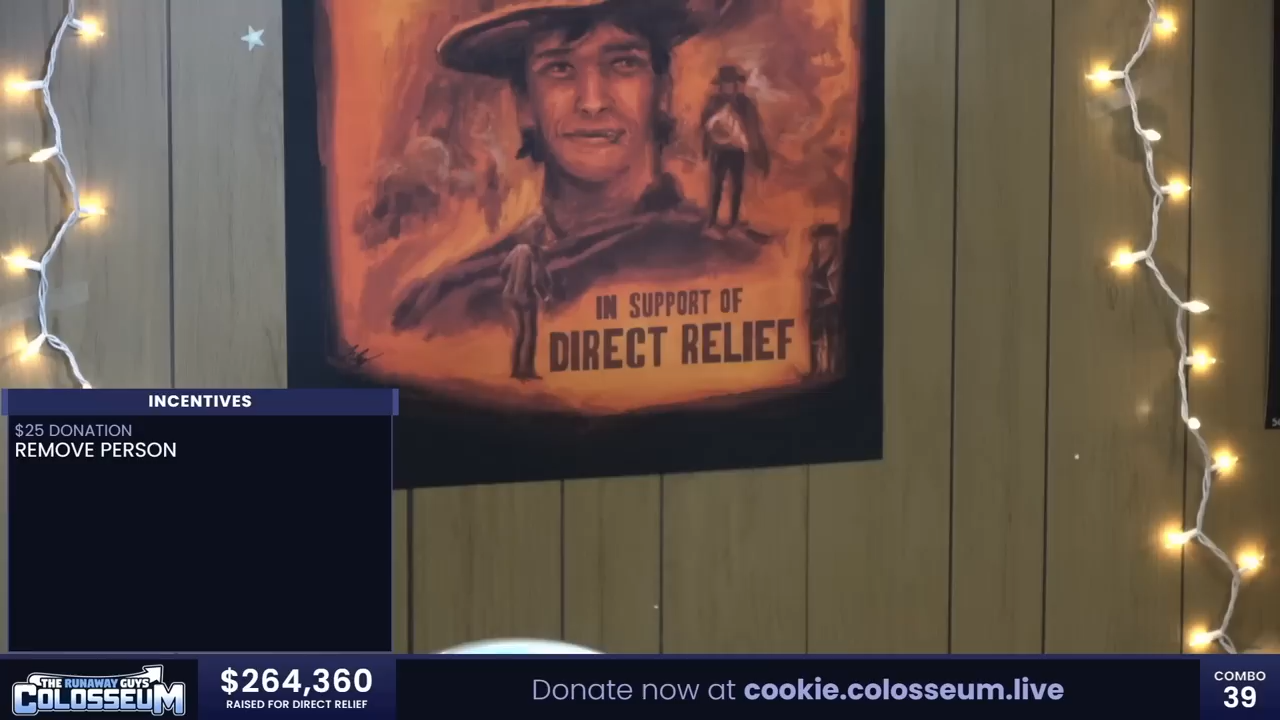 IN SUPPORT OF
DIRECT RELIEF
INCENTIVES
$25 DONATION
REMOVE PERSON
THE RUNAWAY GUYS
COLOSSEUM
$264,360
RAISED FOR DIRECT RELIEF
Donate now at cookie.colosseum.live
COMBO
39